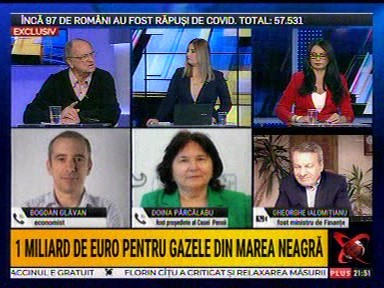 ÎNCĂ 97 DE ROMÂNI AU FOST RĂPUȘI DE COVID. TOTAL: 57.531
EXCLUSIV
BOGDAN GLĂVAN
economist
DOINA PÂRCĂLABU
fost președinte al Casei Pensii
GHEORGHE IALOMIȚIANU
fost ministru de Finanțe
1 MILIARD DE EURO PENTRU GAZELE DIN MAREA NEAGRĂ
ACCINUL E GRATUIT
FLORIN CÎȚU A CRITICAT ȘI RELAXAREA MĂSURII
PLUS
21:51